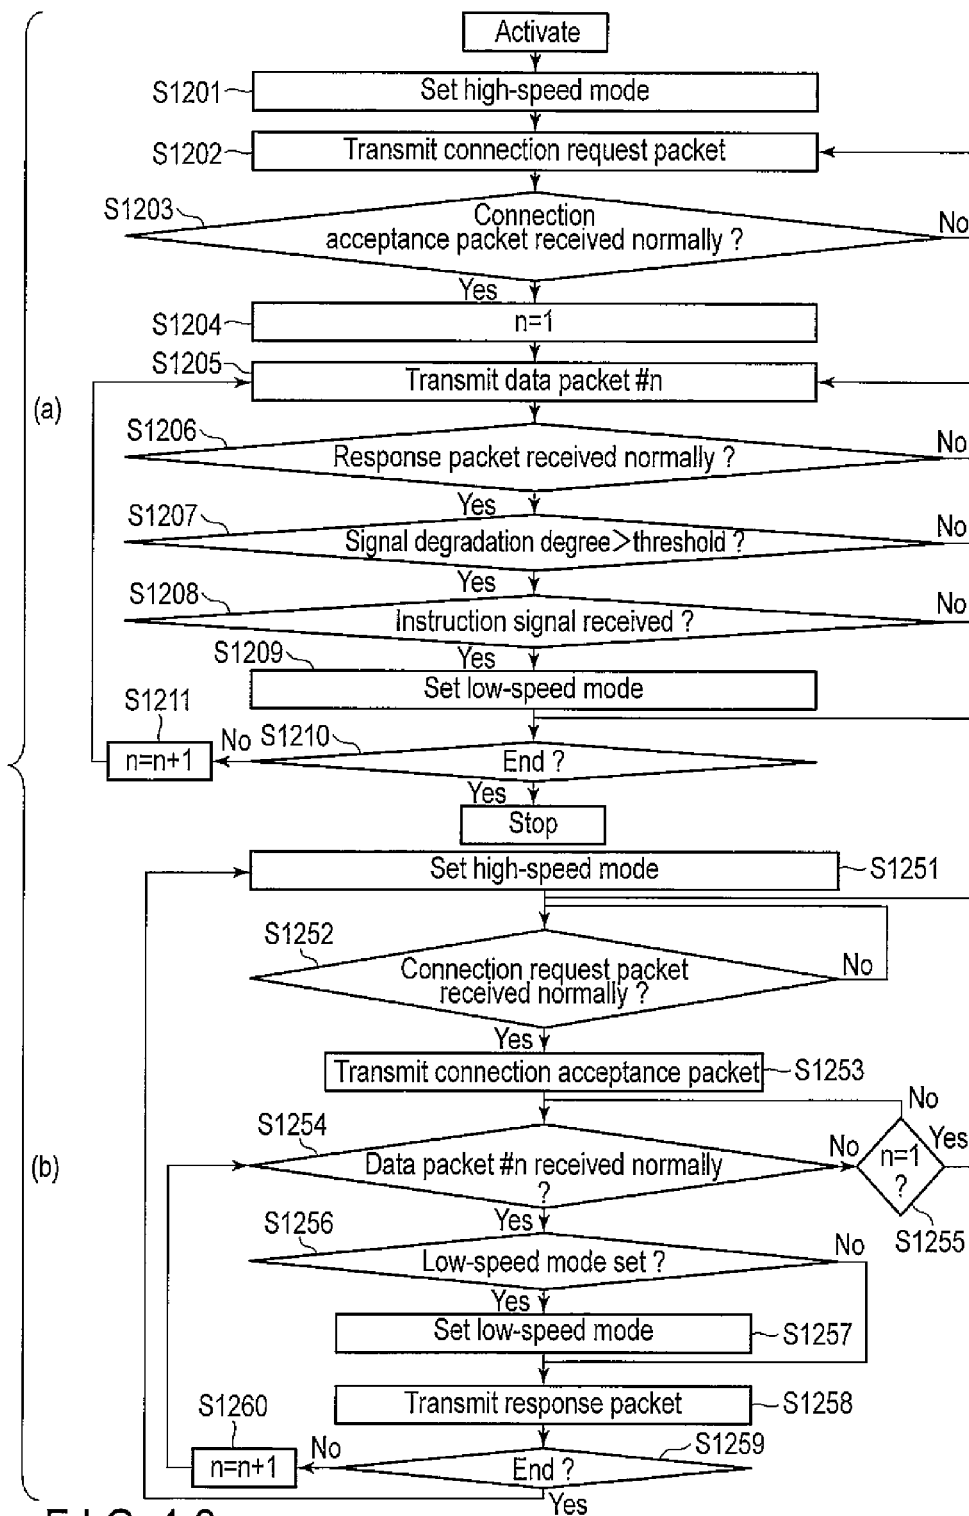 Activate
S1201
Set high-speed mode
S1202
Transmit connection request packet
S1203
Connection
acceptance packet received normally ?
No
Yes
S1204
n=1
S1205
Transmit data packet #n
(a)
S1206
Response packet received normally ?
No
Yes
S1207
Signal degradation degree>threshold ?
No
Yes
S1208
Instruction signal received ?
No
Yes
S1209
Set low-speed mode
S1211
n=n+1
No
S1210
End ?
Yes
Stop
Set high-speed mode
S1251
S1252
Connection request packet
received normally ?
No
Yes
Transmit connection acceptance packet
S1253
No
S1254
Data packet #n received normally
?
No
n=1
?
Yes
S1255
(b)
Yes
S1256
Low-speed mode set ?
No
Yes
Set low-speed mode
S1257
Transmit response packet
S1258
S1260
n=n+1
No
End ?
S1259
Yes